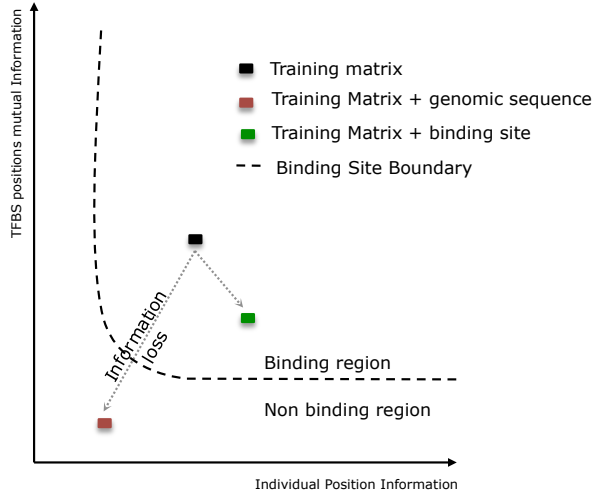 TFBS positions mutual Information
Training matrix
Training Matrix + genomic sequence
Training Matrix + binding site
Binding Site Boundary
Information
loss
Binding region
Non binding region
Individual Position Information